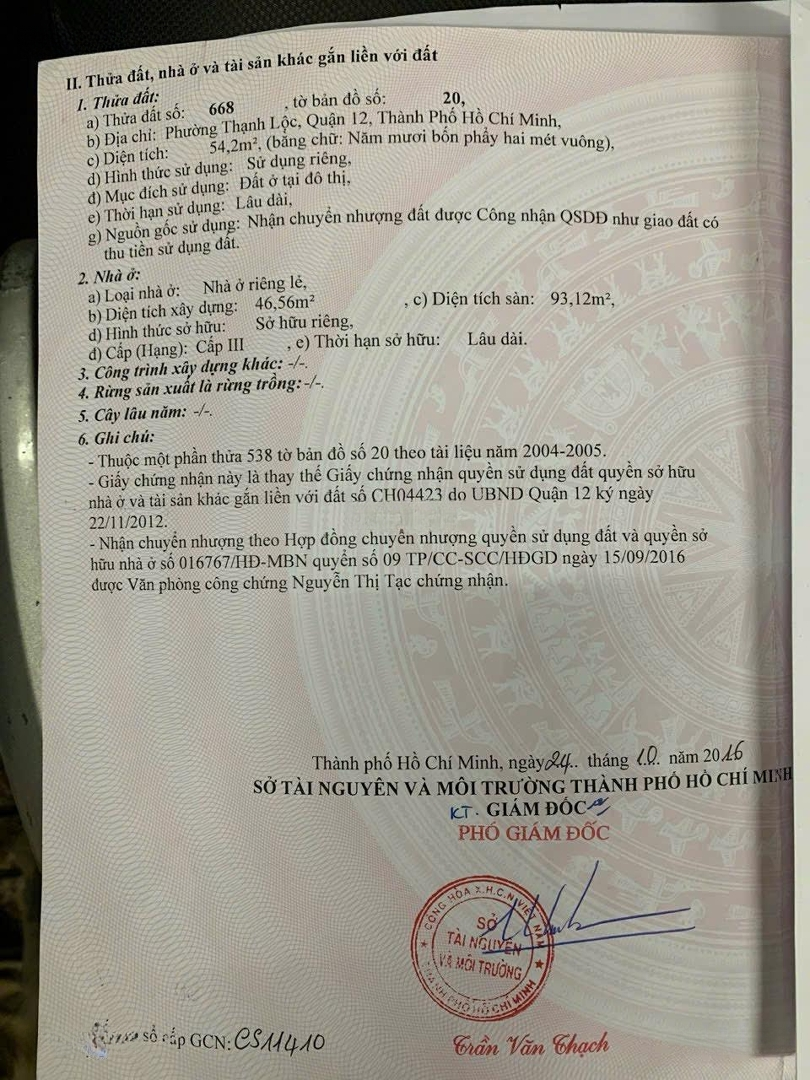 II. Thửa đất, nhà ở và tài sản khác gắn liền với đất
1. Thửa đất:
a) Thửa đất số: 668 , tờ bản đồ số: 20,
b) Địa chỉ: Phường Thạnh Lộc, Quận 12, Thành Phố Hồ Chí Minh,
c) Diện tích: 54,2m², (bằng chữ: Năm mươi bốn phẩy hai mét vuông),
d) Hình thức sử dụng: Sử dụng riêng,
đ) Mục đích sử dụng: Đất ở tại đô thị,
e) Thời hạn sử dụng: Lâu dài,
g) Nguồn gốc sử dụng: Nhận chuyển nhượng đất được Công nhận QSDĐ như giao đất có
thu tiền sử dụng đất.
2. Nhà ở:
a) Loại nhà ở: Nhà ở riêng lẻ,
b) Diện tích xây dựng: 46,56m² , c) Diện tích sàn: 93,12m²,
d) Hình thức sở hữu: Sở hữu riêng,
đ) Cấp (Hạng): Cấp III , e) Thời hạn sở hữu: Lâu dài.
3. Công trình xây dựng khác: -/-.
4. Rừng sản xuất là rừng trồng: -/-.
5. Cây lâu năm: -/-.
6. Ghi chú:
- Thuộc một phần thửa 538 tờ bản đồ số 20 theo tài liệu năm 2004-2005.
- Giấy chứng nhận này là thay thế Giấy chứng nhận quyền sử dụng đất quyền sở hữu
nhà ở và tài sản khác gắn liền với đất số CH04423 do UBND Quận 12 ký ngày
22/11/2012.
- Nhận chuyển nhượng theo Hợp đồng chuyển nhượng quyền sử dụng đất và quyền sở
hữu nhà ở số 016767/HĐ-MBN quyển số 09 TP/CC-SCC/HĐGD ngày 15/09/2016
được Văn phòng công chứng Nguyễn Thị Tạc chứng nhận.
Thành phố Hồ Chí Minh, ngày 24.. tháng 10. năm 2016
SỞ TÀI NGUYÊN VÀ MÔI TRƯỜNG THÀNH PHỐ HỒ CHÍ MINH
KT. GIÁM ĐỐC
PHÓ GIÁM ĐỐC
CỘNG HÒA X.H.C.N VIỆT NAM
SỞ
TÀI NGUYÊN
VÀ MÔI TRƯỜNG
THÀNH PHỐ HỒ CHÍ MINH
số cấp GCN: CS11410
Trần Văn Thạch